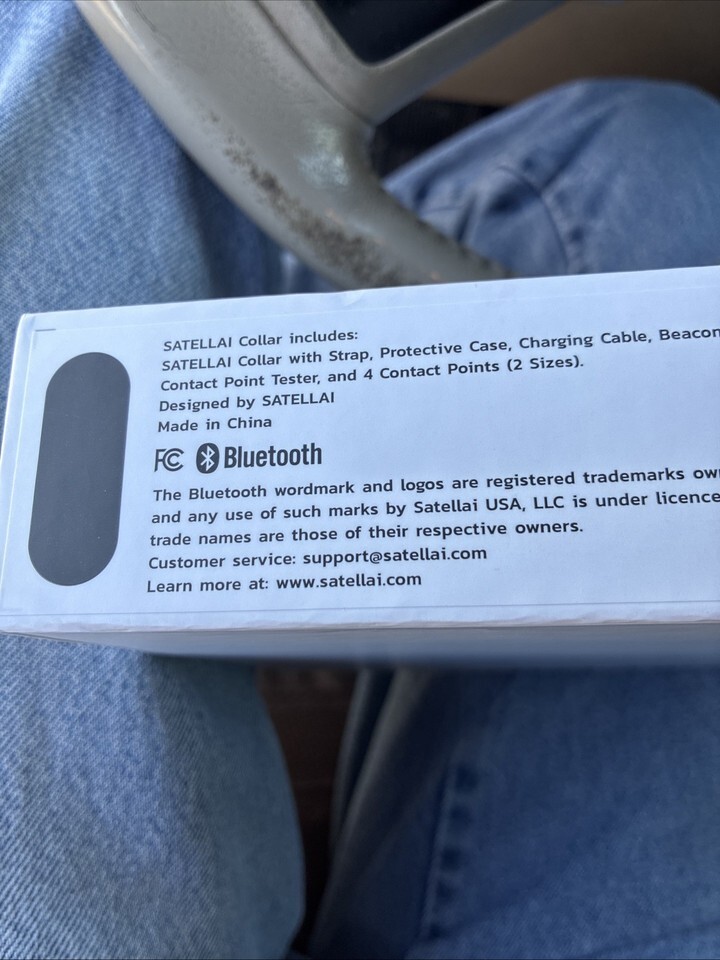 SATELLAI Collar includes:
SATELLAI Collar with Strap, Protective Case, Charging Cable, Beacon
Contact Point Tester, and 4 Contact Points (2 Sizes).
Designed by SATELLAI
Made in China
FC Bluetooth
The Bluetooth wordmark and logos are registered trademarks
and any use of such marks by Satellai USA, LLC is under licence
trade names are those of their respective owners.
Customer service: support@satellai.com
Learn more at: www.satellai.com